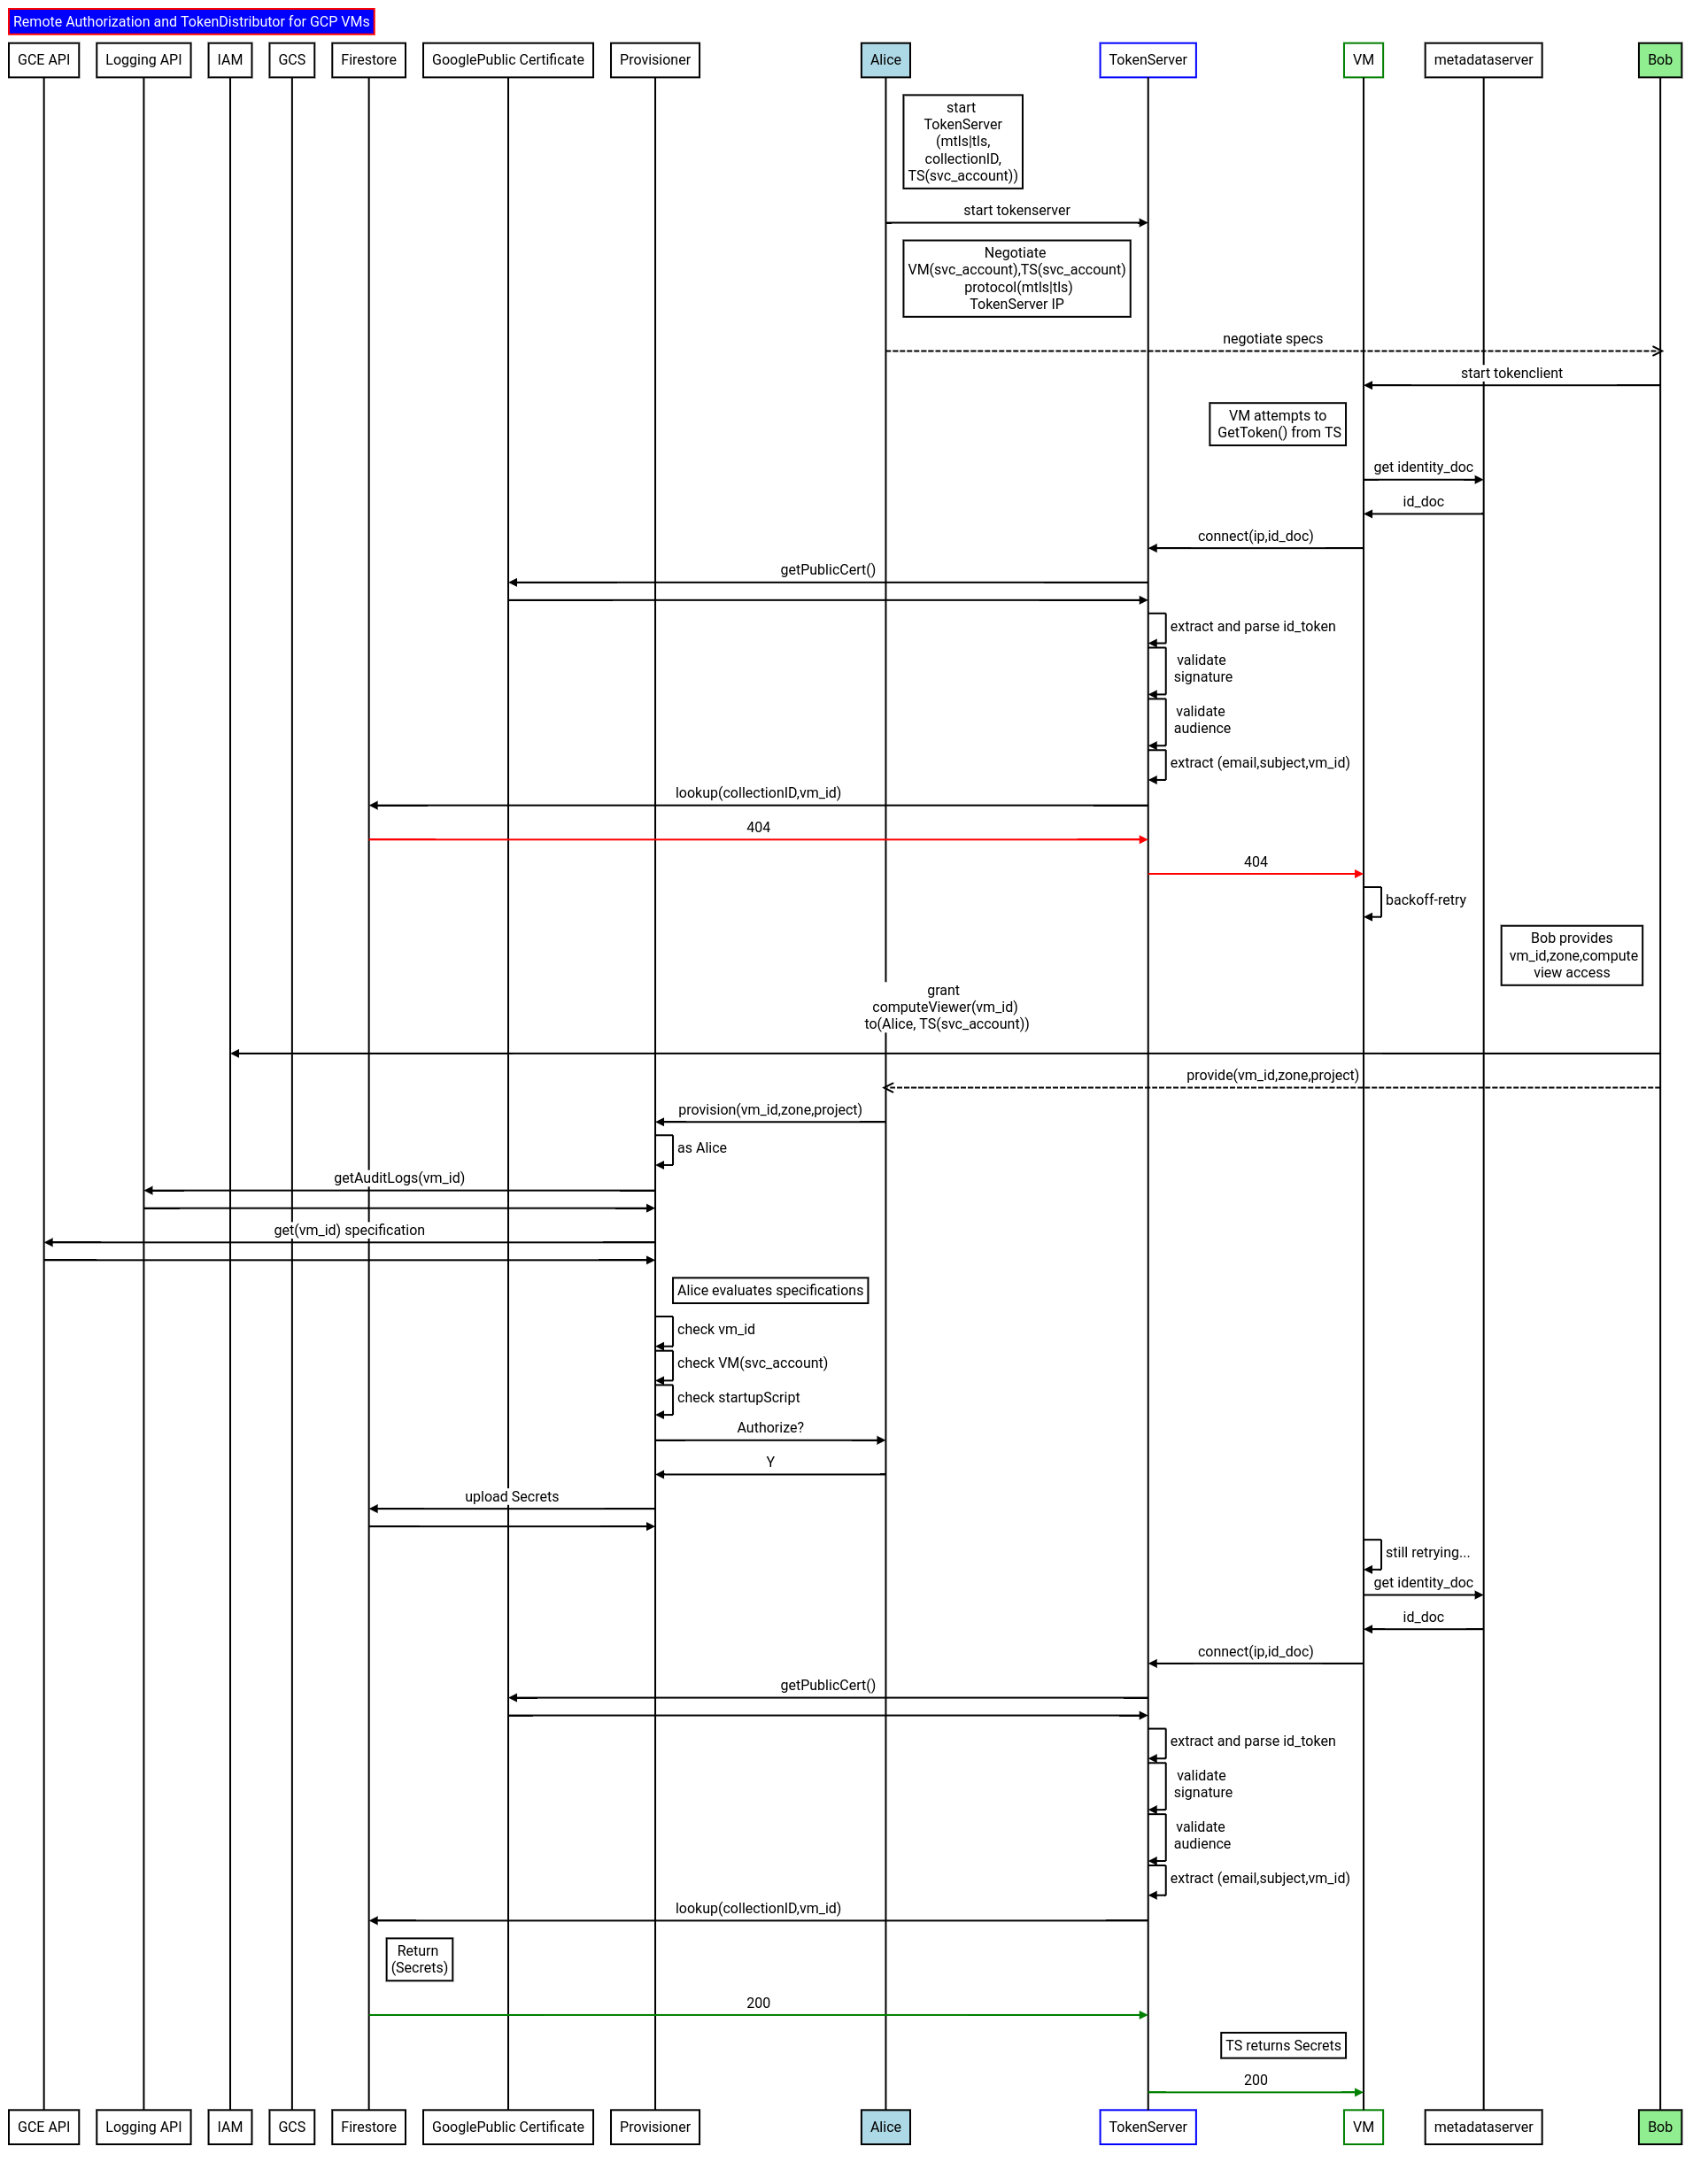 Remote Authorization and TokenDistributor for GCP VMs
GCE API
Logging API
IAM
GCS
Firestore
GooglePublic Certificate
Provisioner
Alice
TokenServer
VM
metadataserver
Bob
start
TokenServer
(mtls|tls,
collectionID,
TS(svc_account))
start tokenserver
Negotiate
VM(svc_account),TS(svc_account)
protocol(mtls|tls)
TokenServer IP
negotiate specs
start tokenclient
VM attempts to
GetToken() from TS
get identity_doc
id_doc
connect(ip,id_doc)
getPublicCert()
extract and parse id_token
validate
signature
validate
audience
extract (email,subject,vm_id)
lookup(collectionID,vm_id)
404
404
backoff-retry
Bob provides
vm_id,zone,compute
view access
grant
computeViewer(vm_id)
to(Alice, TS(svc_account))
provide(vm_id,zone,project)
provision(vm_id,zone,project)
as Alice
getAuditLogs(vm_id)
get(vm_id) specification
Alice evaluates specifications
check vm_id
check VM(svc_account)
check startupScript
Authorize?
Y
upload Secrets
still retrying...
get identity_doc
id_doc
connect(ip,id_doc)
getPublicCert()
extract and parse id_token
validate
signature
validate
audience
extract (email,subject,vm_id)
lookup(collectionID,vm_id)
Return
(Secrets)
200
TS returns Secrets
200
GCE API
Logging API
IAM
GCS
Firestore
GooglePublic Certificate
Provisioner
Alice
TokenServer
VM
metadataserver
Bob